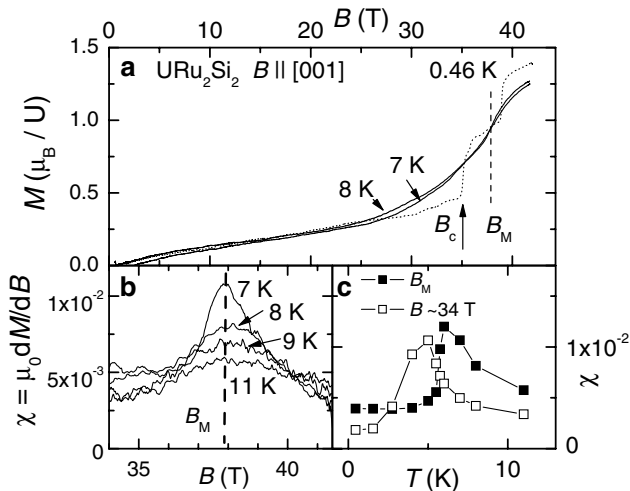 B (T)
0 10 20 30 40
1.5
1.0
0.5
0.0
M (μB / U)
a URu2Si2 B || [001] 0.46 K
7 K
8 K
Bc
BM
b
1x10-2
5x10-3
0
χ = μ0dM/dB
7 K
8 K
9 K
11 K
BM
35 40
B (T)
c
BM
B ~34 T
1x10-2
0
χ
0 5 10
T (K)